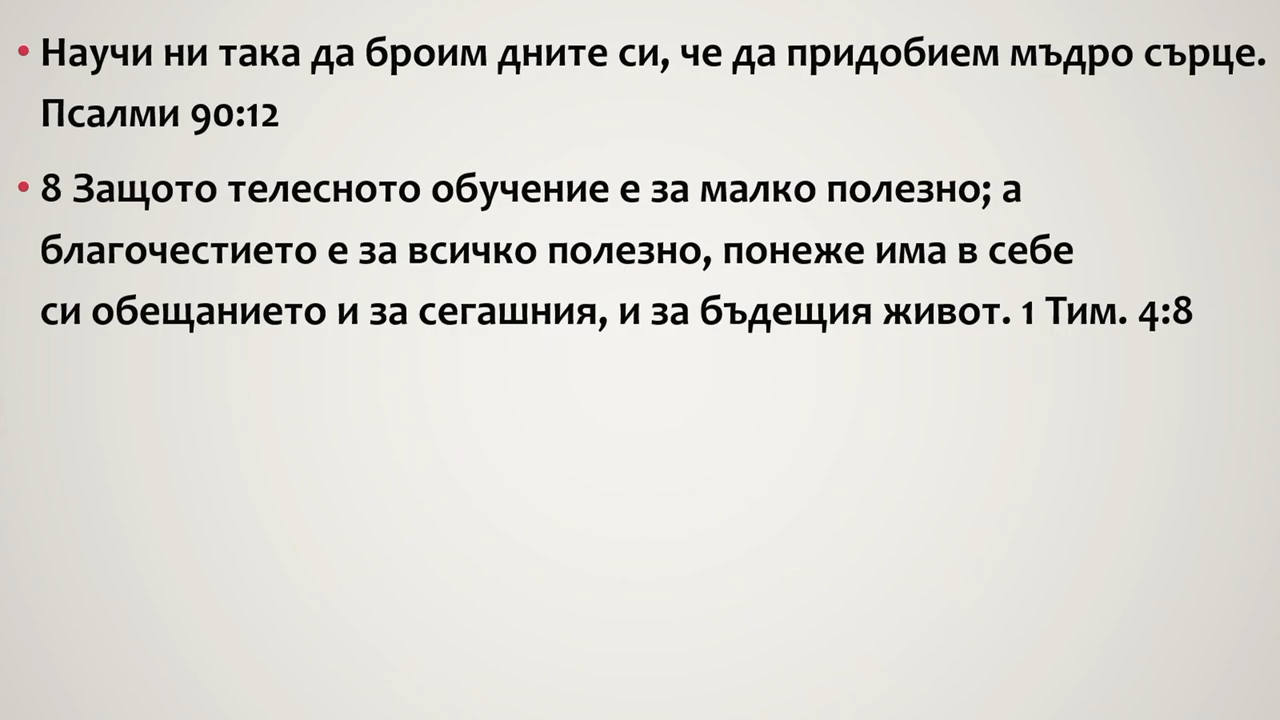 • Научи ни така да броим дните си, че да придобием мъдро сърце.
Псалми 90:12
• 8 Защото телесното обучение е за малко полезно; а
благочестието е за всичко полезно, понеже има в себе
си обещанието и за сегашния, и за бъдещия живот. 1 Тим. 4:8